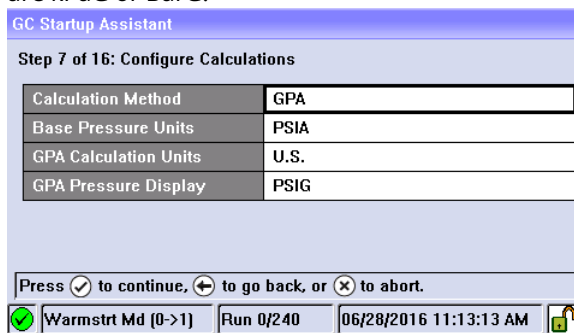 GC Startup Assistant
Step 7 of 16: Configure Calculations
Calculation Method GPA
Base Pressure Units PSIA
GPA Calculation Units U.S.
GPA Pressure Display PSIG
Press to continue, to go back, or to abort.
Warmstrt Md (0->1) Run 0/240 06/28/2016 11:13:13 AM